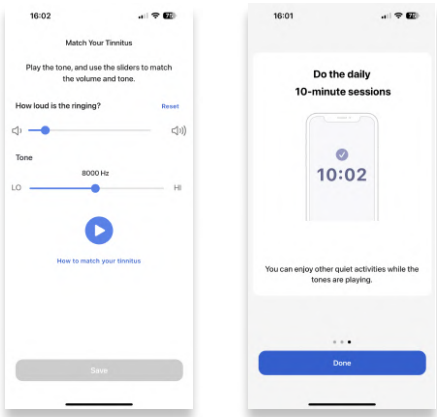 16:02
Match Your Tinnitus
Play the tone, and use the sliders to match
the volume and tone.
How loud is the ringing?
Reset
Tone
8000 Hz
LO
HI
How to match your tinnitus
Save
16:01
Do the daily
10-minute sessions
10:02
You can enjoy other quiet activities while the
tones are playing.
Done